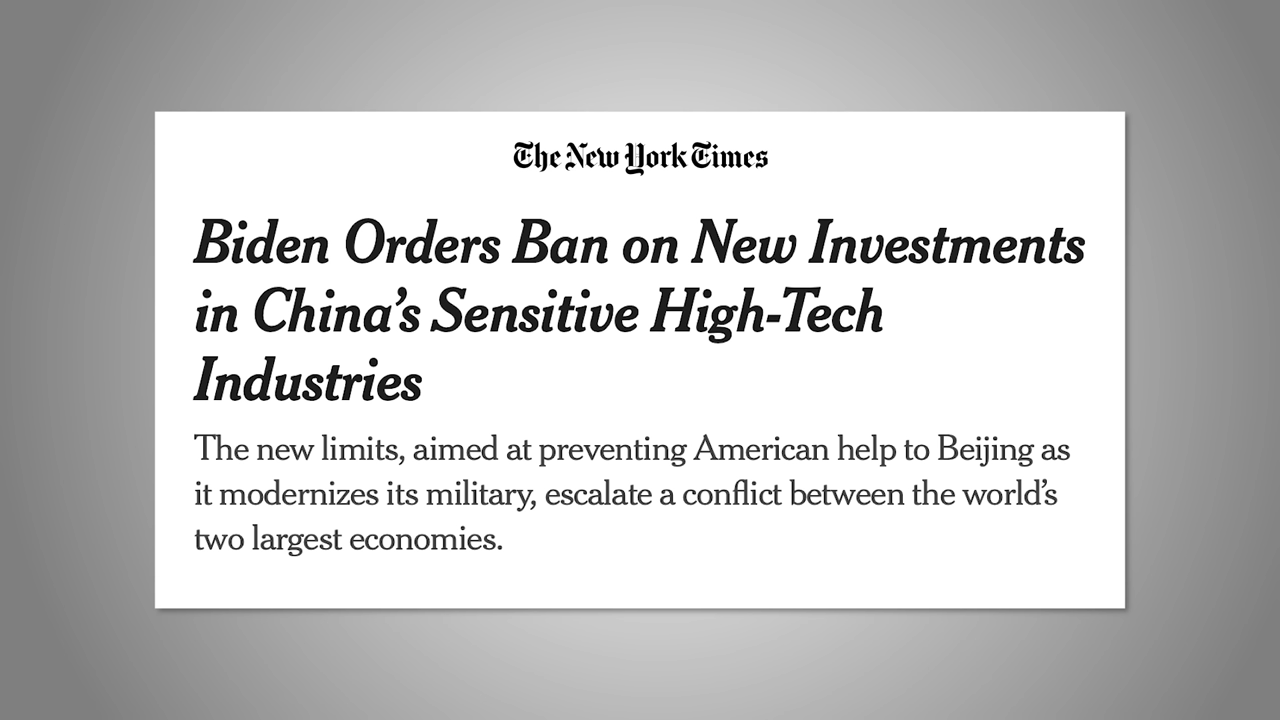 The New York Times
Biden Orders Ban on New Investments
in China’s Sensitive High-Tech
Industries
The new limits, aimed at preventing American help to Beijing as
it modernizes its military, escalate a conflict between the world’s
two largest economies.